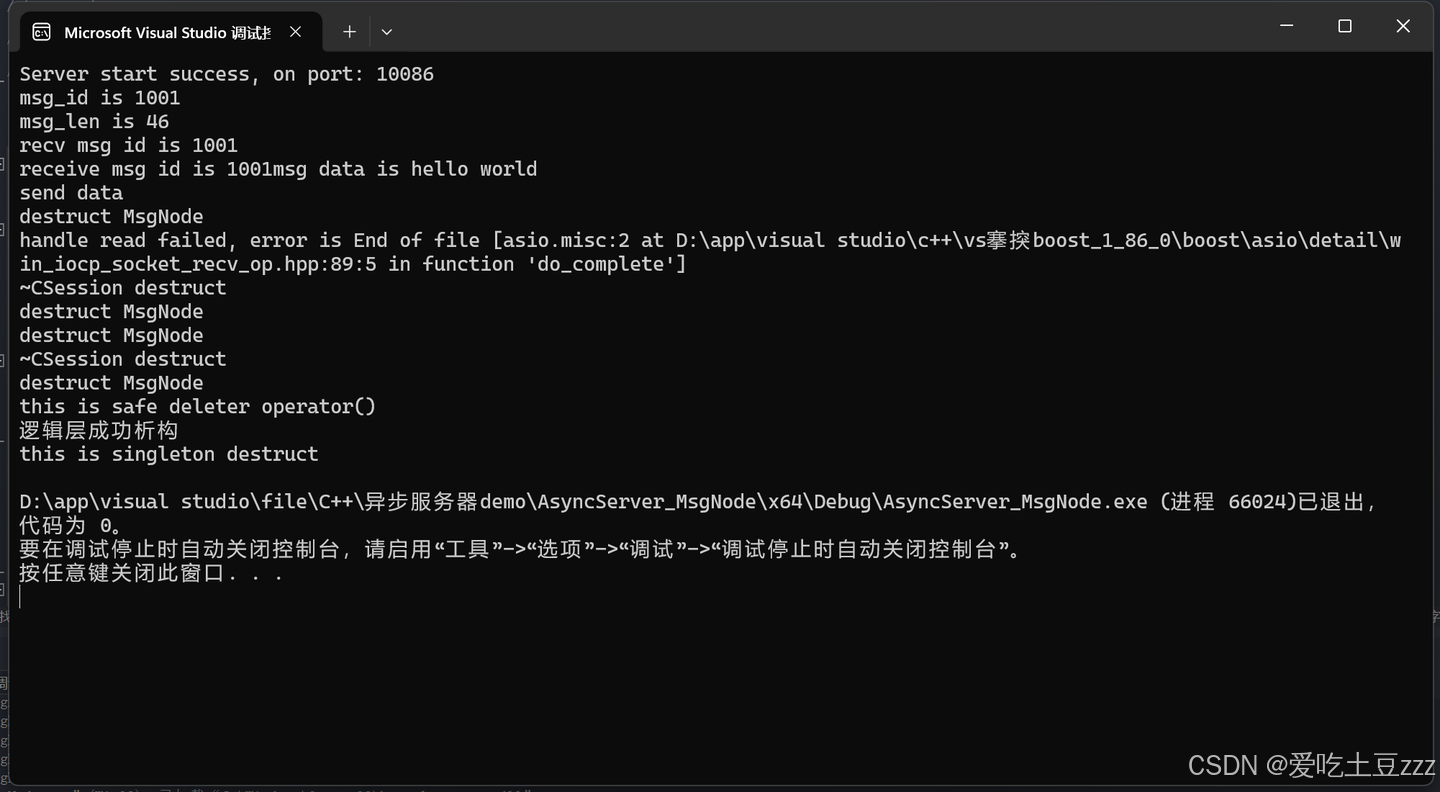 Microsoft Visual Studio 调试控
Server start success, on port: 10086
msg_id is 1001
msg_len is 46
recv msg id is 1001
receive msg id is 1001msg data is hello world
send data
destruct MsgNode
handle read failed, error is End of file [asio.misc:2 at D:\app\visual studio\c++\vs搴揬boost_1_86_0\boost\asio\detail\w
in_iocp_socket_recv_op.hpp:89:5 in function 'do_complete']
~CSession destruct
destruct MsgNode
destruct MsgNode
~CSession destruct
destruct MsgNode
this is safe deleter operator()
逻辑层成功析构
this is singleton destruct
D:\app\visual studio\file\C++\异步服务器demo\AsyncServer_MsgNode\x64\Debug\AsyncServer_MsgNode.exe (进程 66024)已退出，
代码为 0。
要在调试停止时自动关闭控制台，请启用“工具”->“选项”->“调试”->“调试停止时自动关闭控制台”。
按任意键关闭此窗口. . .
CSDN @爱吃土豆zzz